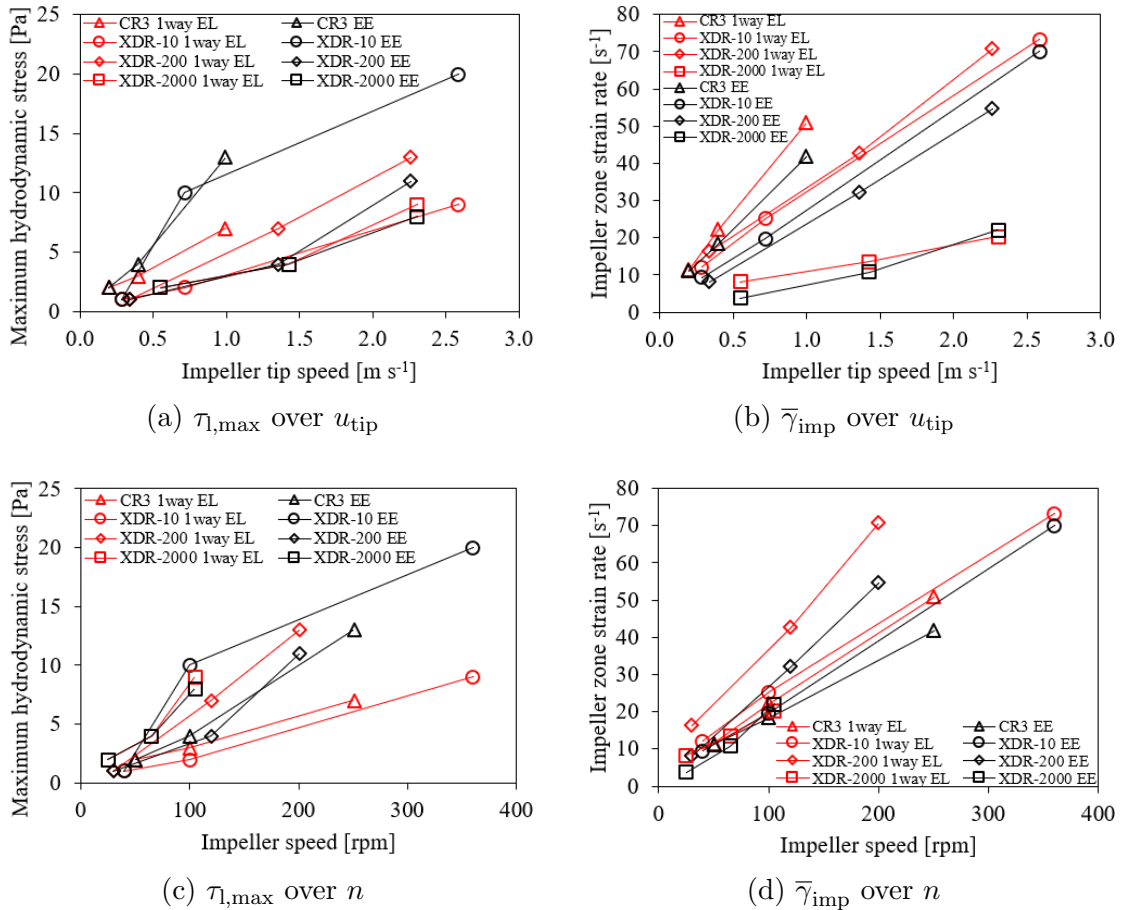 Maximum hydrodynamic stress [Pa]
25
20
15
10
5
0
CR3 1way EL
CR3 EE
XDR-10 1way EL
XDR-10 EE
XDR-200 1way EL
XDR-200 EE
XDR-2000 1way EL
XDR-2000 EE
0.0 0.5 1.0 1.5 2.0 2.5 3.0
Impeller tip speed [m s⁻¹]
(a) τl,max over utip
Impeller zone strain rate [s⁻¹]
80
70
60
50
40
30
20
10
0
CR3 1way EL
XDR-10 1way EL
XDR-200 1way EL
XDR-2000 1way EL
CR3 EE
XDR-10 EE
XDR-200 EE
XDR-2000 EE
0.0 0.5 1.0 1.5 2.0 2.5 3.0
Impeller tip speed [m s⁻¹]
(b) γ̅imp over utip
Maximum hydrodynamic stress [Pa]
25
20
15
10
5
0
CR3 1way EL
CR3 EE
XDR-10 1way EL
XDR-10 EE
XDR-200 1way EL
XDR-200 EE
XDR-2000 1way EL
XDR-2000 EE
0 100 200 300 400
Impeller speed [rpm]
(c) τl,max over n
Impeller zone strain rate [s⁻¹]
80
70
60
50
40
30
20
10
0
CR3 1way EL
CR3 EE
XDR-10 1way EL
XDR-10 EE
XDR-200 1way EL
XDR-200 EE
XDR-2000 1way EL
XDR-2000 EE
0 100 200 300 400
Impeller speed [rpm]
(d) γ̅imp over n